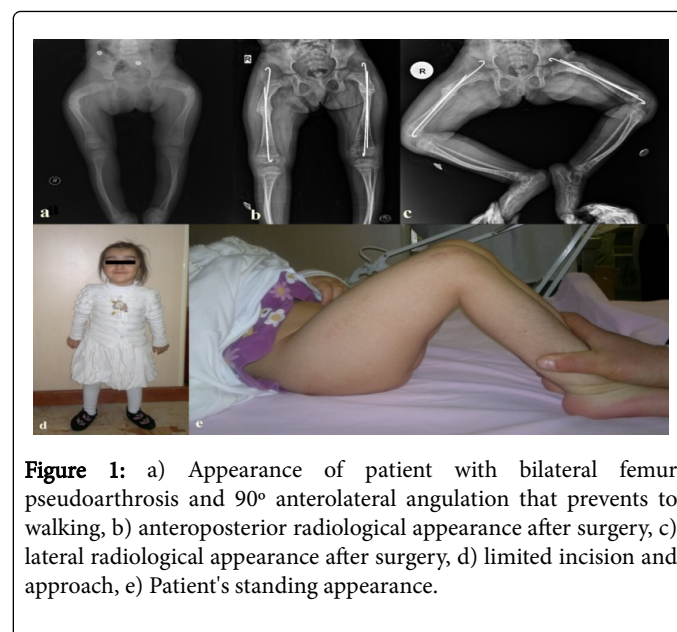 R
R
a
b
c
d
e
Figure 1: a) Appearance of patient with bilateral femur
pseudoarthrosis and 90º anterolateral angulation that prevents to
walking, b) anteroposterior radiological appearance after surgery, c)
lateral radiological appearance after surgery, d) limited incision and
approach, e) Patient's standing appearance.